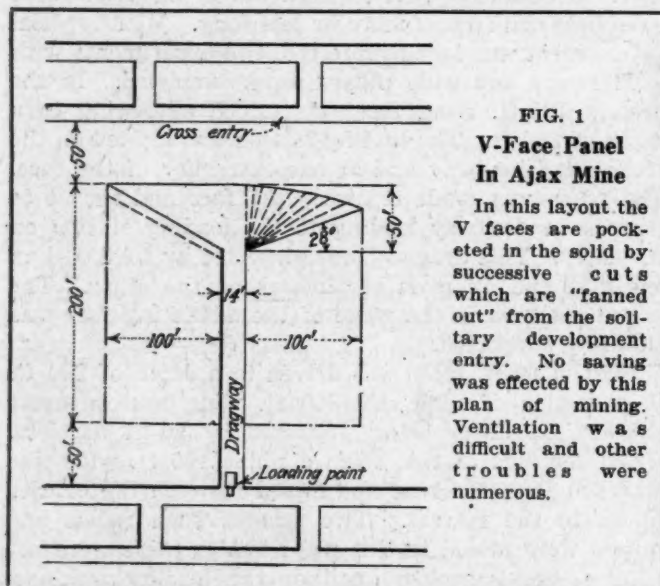 Cross entry
50'
200'
50'
50'
14'
100'
100'
Dragway
Loading point
FIG. 1
V-Face Panel
In Ajax Mine
In this layout the
V faces are pock-
eted in the solid by
successive cuts
which are "fanned
out" from the soli-
tary development
entry. No saving
was effected by this
plan of mining.
Ventilation was
difficult and other
troubles were
numerous.